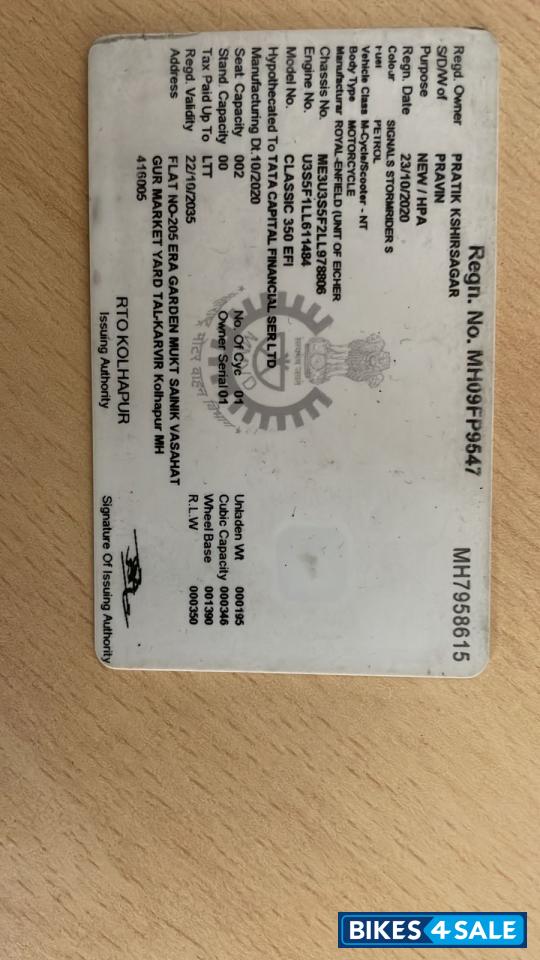 Regn. No. MH09FP9547 MH7958615
Regd. Owner PRATIK KSHIRSAGAR
S/D/W of PRAVIN
Purpose NEW / HPA
Regn. Date 23/10/2020
Colour SIGNALS STORMRIDER S
Fuel PETROL
Vehicle Class M-Cycle/Scooter - NT
Body Type MOTORCYCLE
Manufacturer ROYAL-ENFIELD (UNIT OF EICHER
Chassis No. ME3U3S5F2LL978806
Engine No. U3S5F1LL611484
Model No. CLASSIC 350 EFI
Hypothecated To TATA CAPITAL FINANCIAL SER LTD
Manufacturing Dt. 10/2020
Seat Capacity 002 No. Of Cyc 01 Unladen Wt 000195
Stand. Capacity 00 Owner Serial 01 Cubic Capacity 000346
Tax Paid Up To LTT Wheel Base 001390
Regd. Validity 22/10/2035 R.L.W 000350
Address FLAT NO-205 ERA GARDEN MUKT SAINIK VASAHAT
GUR MARKET YARD TAL-KARVIR Kolhapur MH
416005
RTO KOLHAPUR
Issuing Authority Signature Of Issuing Authority
BIKES4SALE